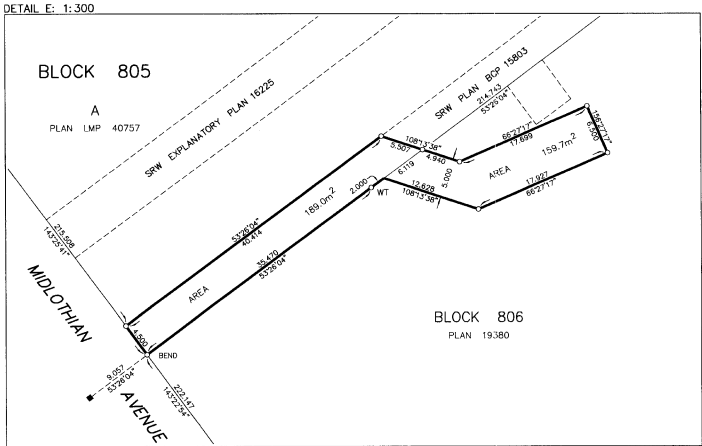 DETAIL E: 1:300
BLOCK 805
A
PLAN LMP 40757
SRW EXPLANATORY PLAN 16225
SRW PLAN BCP 15803
214.743
53°26'04"
108°13'38"
5.507
4.940
66°27'17"
17.699
156°27'17"
6.500
159.7m²
AREA
6.119
5.000
2.000
WT
12.628
108°13'38"
17.927
66°27'17"
189.0m²
53°26'04"
40.414
35.470
53°26'04"
AREA
215.508
143°25'41"
MIDLOTHIAN
4.500
BEND
9.057
53°26'04"
AVENUE
222.147
143°22'54"
BLOCK 806
PLAN 19380